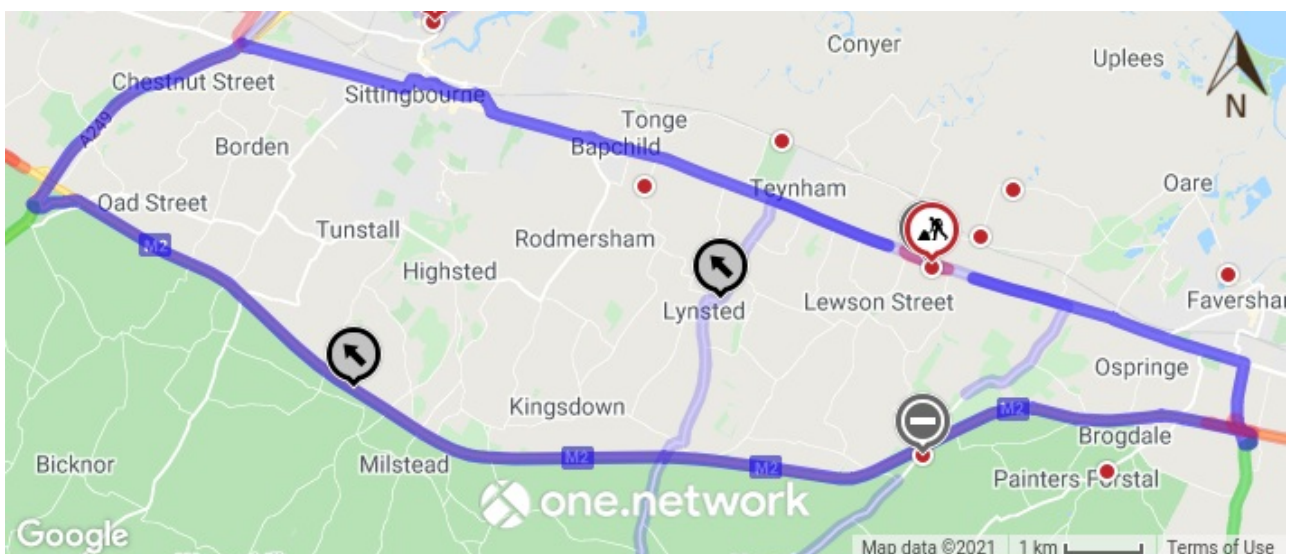 Conyer
Uplees
N
Chestnut Street
Sittingbourne
A249
Tonge
Borden
Bapchild
Teynham
Oare
Oad Street
Tunstall
Rodmersham
M2
Highsted
Lynsted
Lewson Street
Faversha
Ospringe
Kingsdown
M2
Brogdale
Bicknor
Milstead
M2
M2
Painters Forstal
one.network
Google
Map data ©2021
1 km
Terms of Use